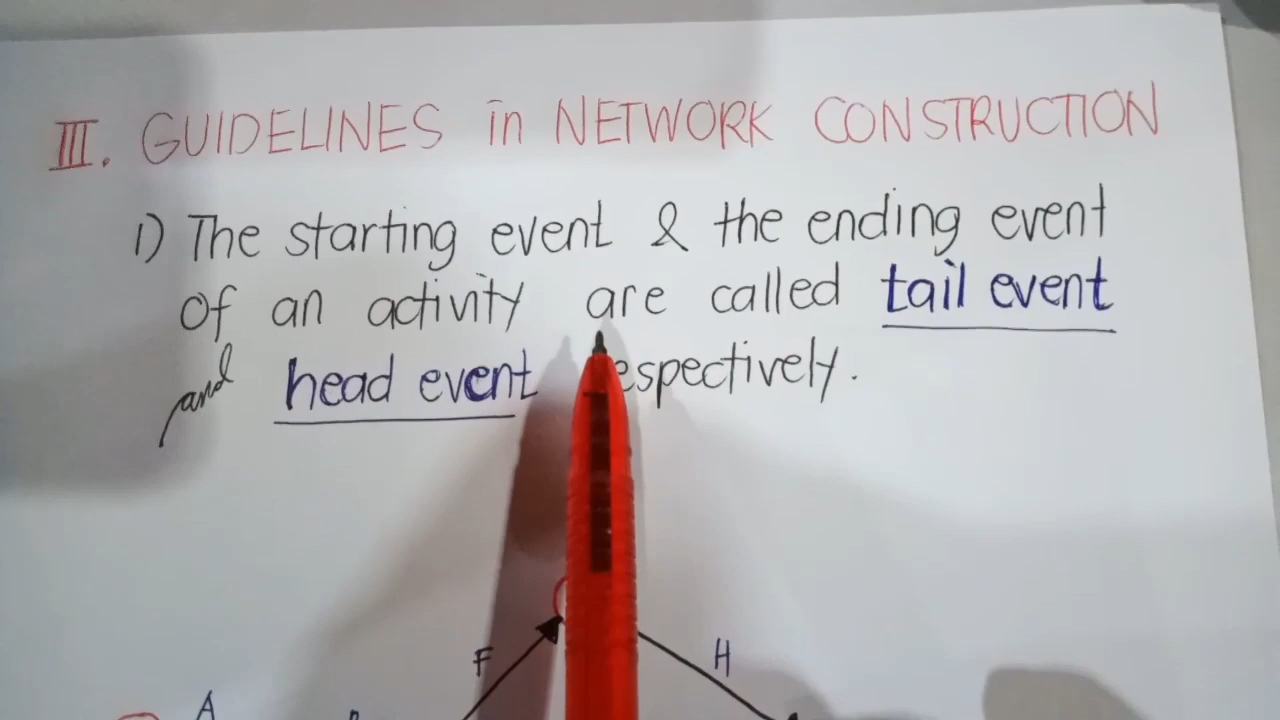 III. GUIDELINES in NETWORK CONSTRUCTION
1) The starting event & the ending event
of an activity are called tail event
and head event respectively.
F H
A